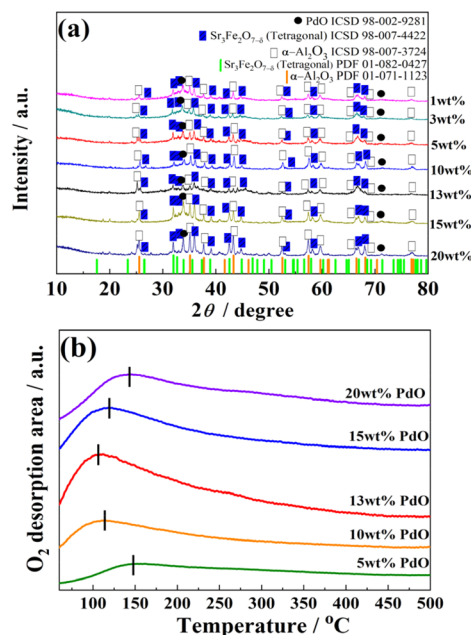 (a)
● PdO ICSD 98-002-9281
■ Sr₃Fe₂O₇₋δ (Tetragonal) ICSD 98-007-4422
□ α–Al₂O₃ ICSD 98-007-3724
Sr₃Fe₂O₇₋δ (Tetragonal) PDF 01-082-0427
α–Al₂O₃ PDF 01-071-1123
1wt%
3wt%
5wt%
10wt%
13wt%
15wt%
20wt%
Intensity / a.u.
10 20 30 40 50 60 70 80
2θ / degree
(b)
20wt% PdO
15wt% PdO
13wt% PdO
10wt% PdO
5wt% PdO
O₂ desorption area / a.u.
100 150 200 250 300 350 400 450 500
Temperature / °C